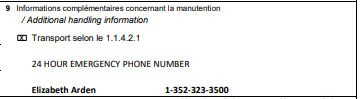 9 Informations complémentaires concernant la manutention
/ Additional handling information
☒ Transport selon le 1.1.4.2.1
24 HOUR EMERGENCY PHONE NUMBER
Elizabeth Arden 1-352-323-3500